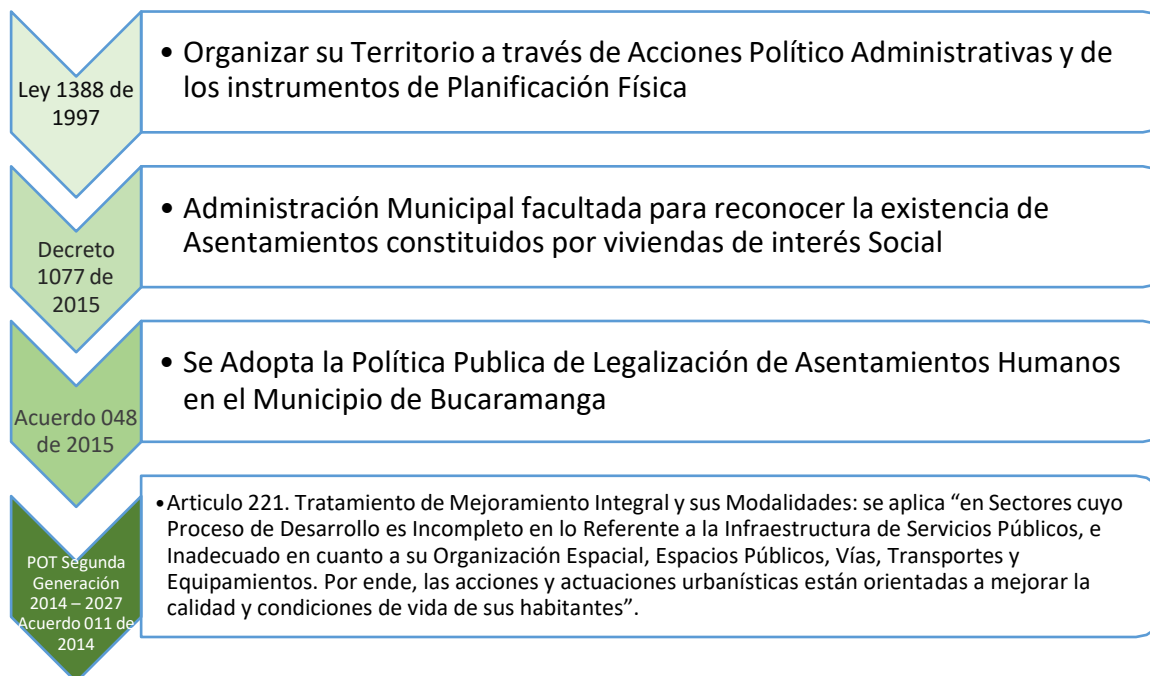 Ley 1388 de
1997
• Organizar su Territorio a través de Acciones Político Administrativas y de
los instrumentos de Planificación Física
Decreto
1077 de
2015
• Administración Municipal facultada para reconocer la existencia de
Asentamientos constituidos por viviendas de interés Social
Acuerdo 048
de 2015
• Se Adopta la Política Publica de Legalización de Asentamientos Humanos
en el Municipio de Bucaramanga
POT Segunda
Generación
2014 – 2027
Acuerdo 011 de
2014
•Articulo 221. Tratamiento de Mejoramiento Integral y sus Modalidades: se aplica “en Sectores cuyo
Proceso de Desarrollo es Incompleto en lo Referente a la Infraestructura de Servicios Públicos, e
Inadecuado en cuanto a su Organización Espacial, Espacios Públicos, Vías, Transportes y
Equipamientos. Por ende, las acciones y actuaciones urbanísticas están orientadas a mejorar la
calidad y condiciones de vida de sus habitantes”.